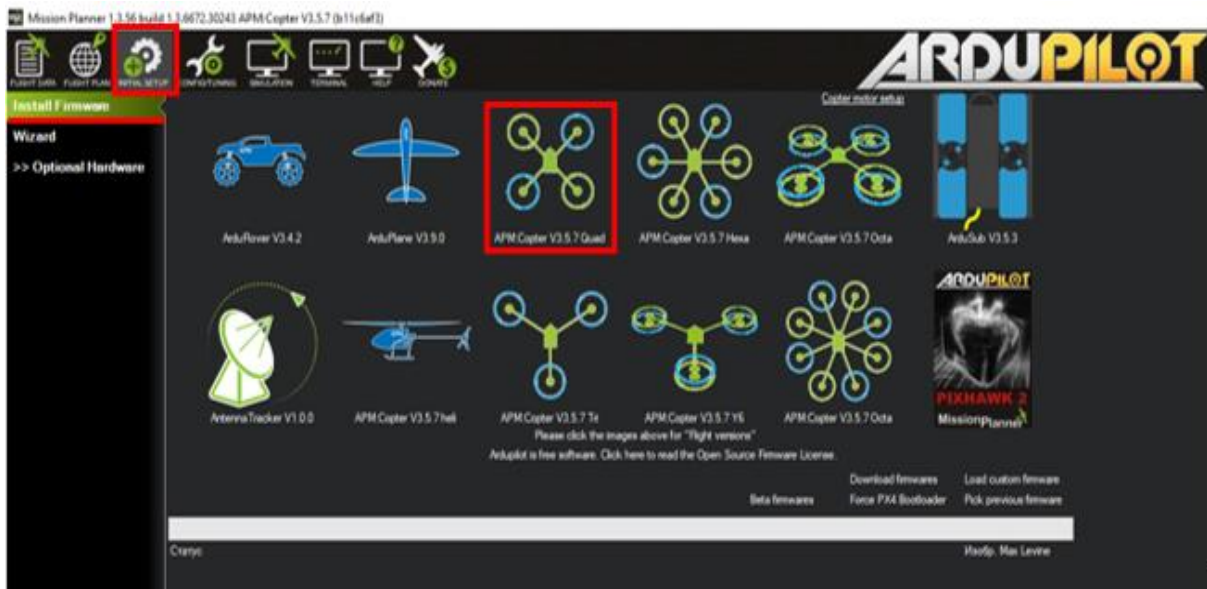 Mission Planner 1.3.56 build 1.3.6672.30243 APM:Copter V3.5.7 (b11c6af3)
FLIGHT DATA FLIGHT PLAN INITIAL SETUP CONFIG/TUNING SIMULATION TERMINAL HELP DONATE
ARDUPILOT
Install Firmware
Wizard
>> Optional Hardware
Copter motor setup
ArduRover V3.4.2 ArduPlane V3.9.0 APM:Copter V3.5.7 Quad APM:Copter V3.5.7 Hexa APM:Copter V3.5.7 Octa ArduSub V3.5.3
ARDUPILOT
PIXHAWK 2
Mission Planner
AntennaTracker V1.0.0 APM:Copter V3.5.7 heli APM:Copter V3.5.7 Tri APM:Copter V3.5.7 Y6 APM:Copter V3.5.7 Octa
Please click the images above for "Flight versions"
Ardupilot is free software. Click here to read the Open Source Firmware License.
Download firmwares Load custom firmware
Beta firmwares Force PX4 Bootloader Pick previous firmware
Статус
Изобр. Max Levine